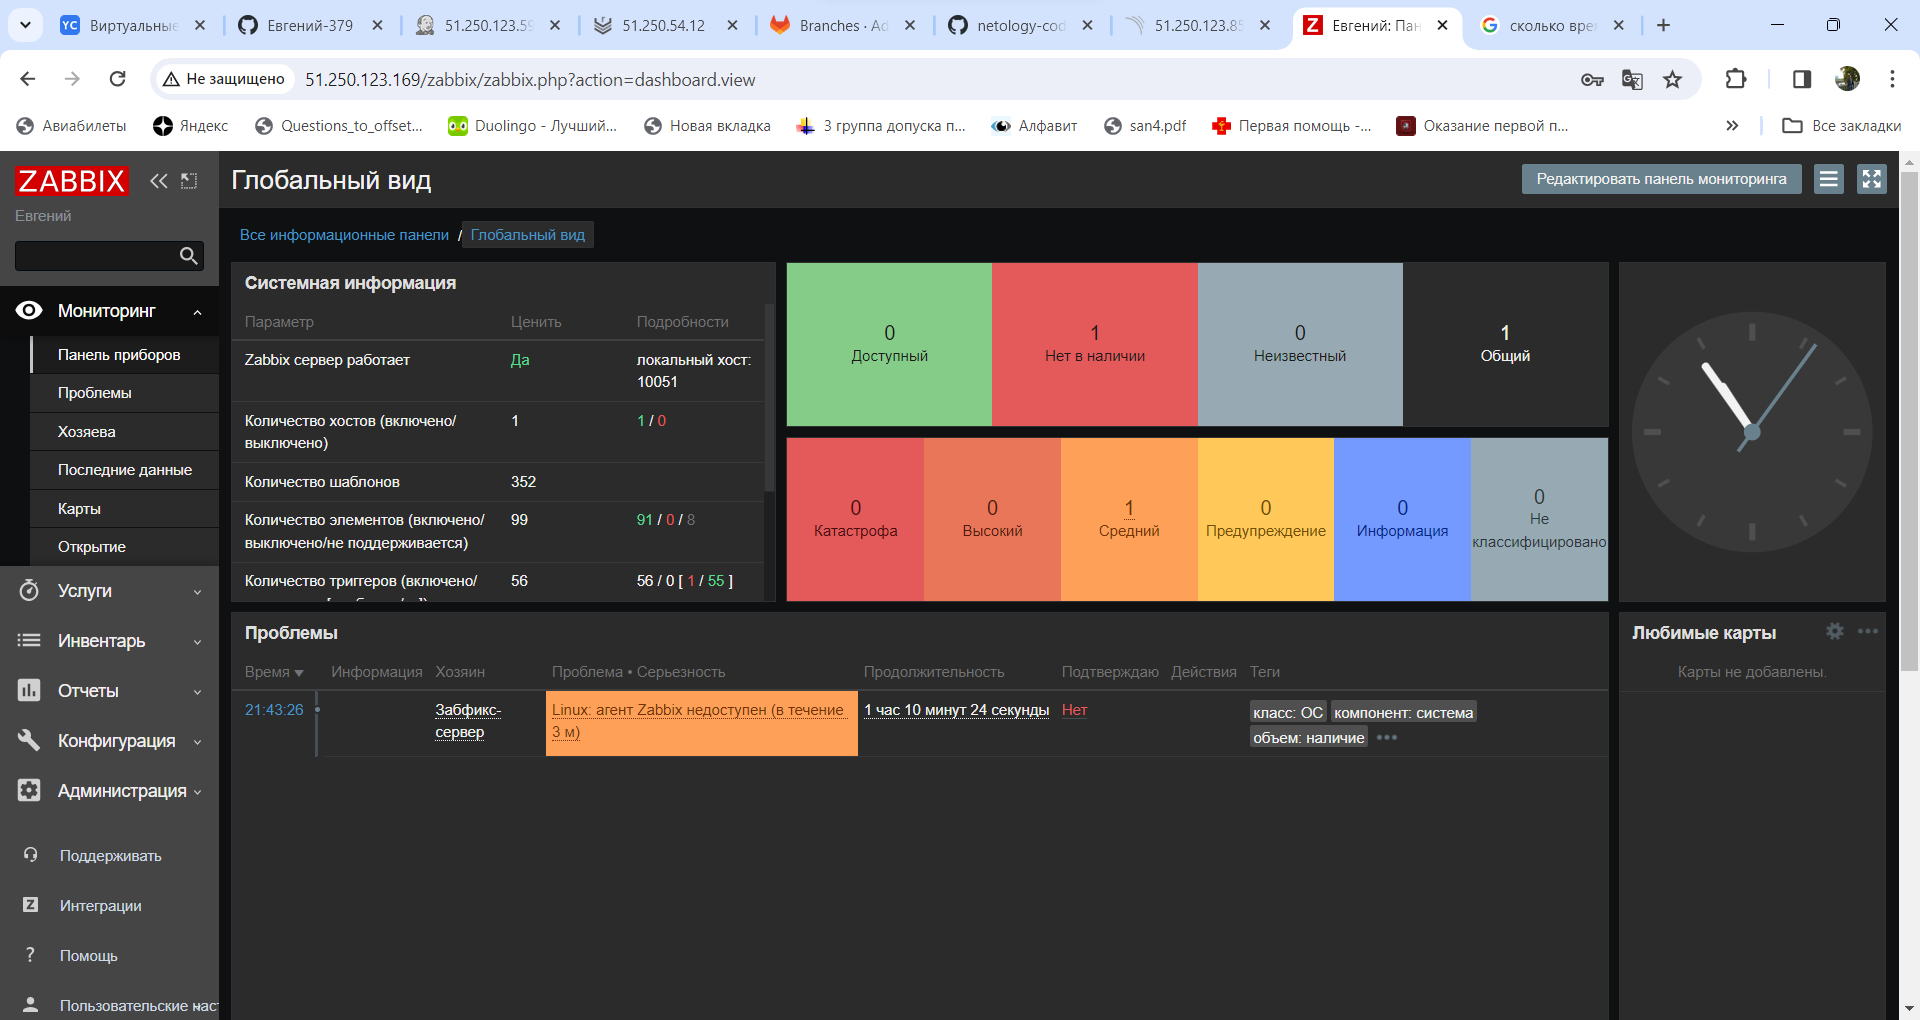 Виртуальные
Евгений-379
51.250.123.59
51.250.54.12
Branches · Ad
netology-cod
51.250.123.85
Евгений: Пан
сколько вре
Не защищено
51.250.123.169/zabbix/zabbix.php?action=dashboard.view
Авиабилеты
Яндекс
Questions_to_offset...
Duolingo - Лучший...
Новая вкладка
3 группа допуска п...
Алфавит
san4.pdf
Первая помощь -...
Оказание первой п...
Все закладки
ZABBIX
Евгений
Мониторинг
Панель приборов
Проблемы
Хозяева
Последние данные
Карты
Открытие
Услуги
Инвентарь
Отчеты
Конфигурация
Администрация
Поддерживать
Интеграции
Помощь
Пользовательские наст
Глобальный вид
Редактировать панель мониторинга
Все информационные панели / Глобальный вид
Системная информация
Параметр Ценить Подробности
Zabbix сервер работает Да локальный хост:
10051
Количество хостов (включено/ 1 1 / 0
выключено)
Количество шаблонов 352
Количество элементов (включено/ 99 91 / 0 / 8
выключено/не поддерживается)
Количество триггеров (включено/ 56 56 / 0 [ 1 / 55 ]
0
Доступный
1
Нет в наличии
0
Неизвестный
1
Общий
0
Катастрофа
0
Высокий
1
Средний
0
Предупреждение
0
Информация
0
Не
классифицировано
Проблемы
Время Информация Хозяин Проблема • Серьезность Продолжительность Подтверждаю Действия Теги
21:43:26 Забфикс- Linux: агент Zabbix недоступен (в течение 1 час 10 минут 24 секунды Нет класс: ОС компонент: система
сервер 3 м) объем: наличие
Любимые карты
Карты не добавлены.